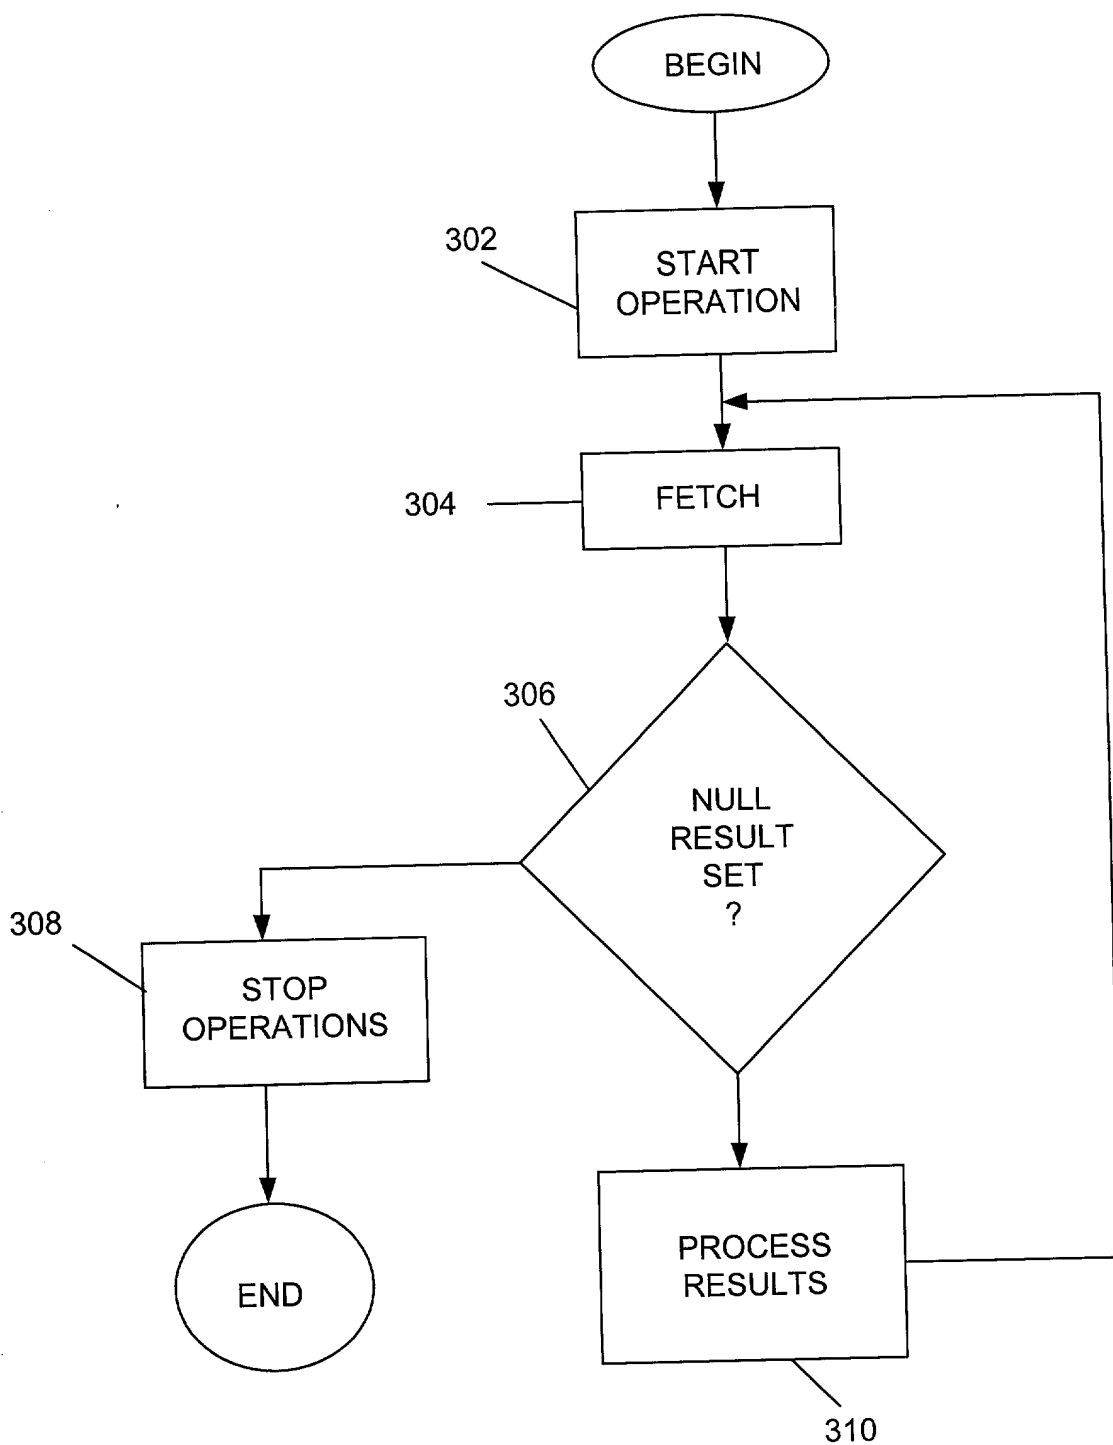 BEGIN
302
START
OPERATION
304
FETCH
306
NULL
RESULT
SET
?
308
STOP
OPERATIONS
END
PROCESS
RESULTS
310